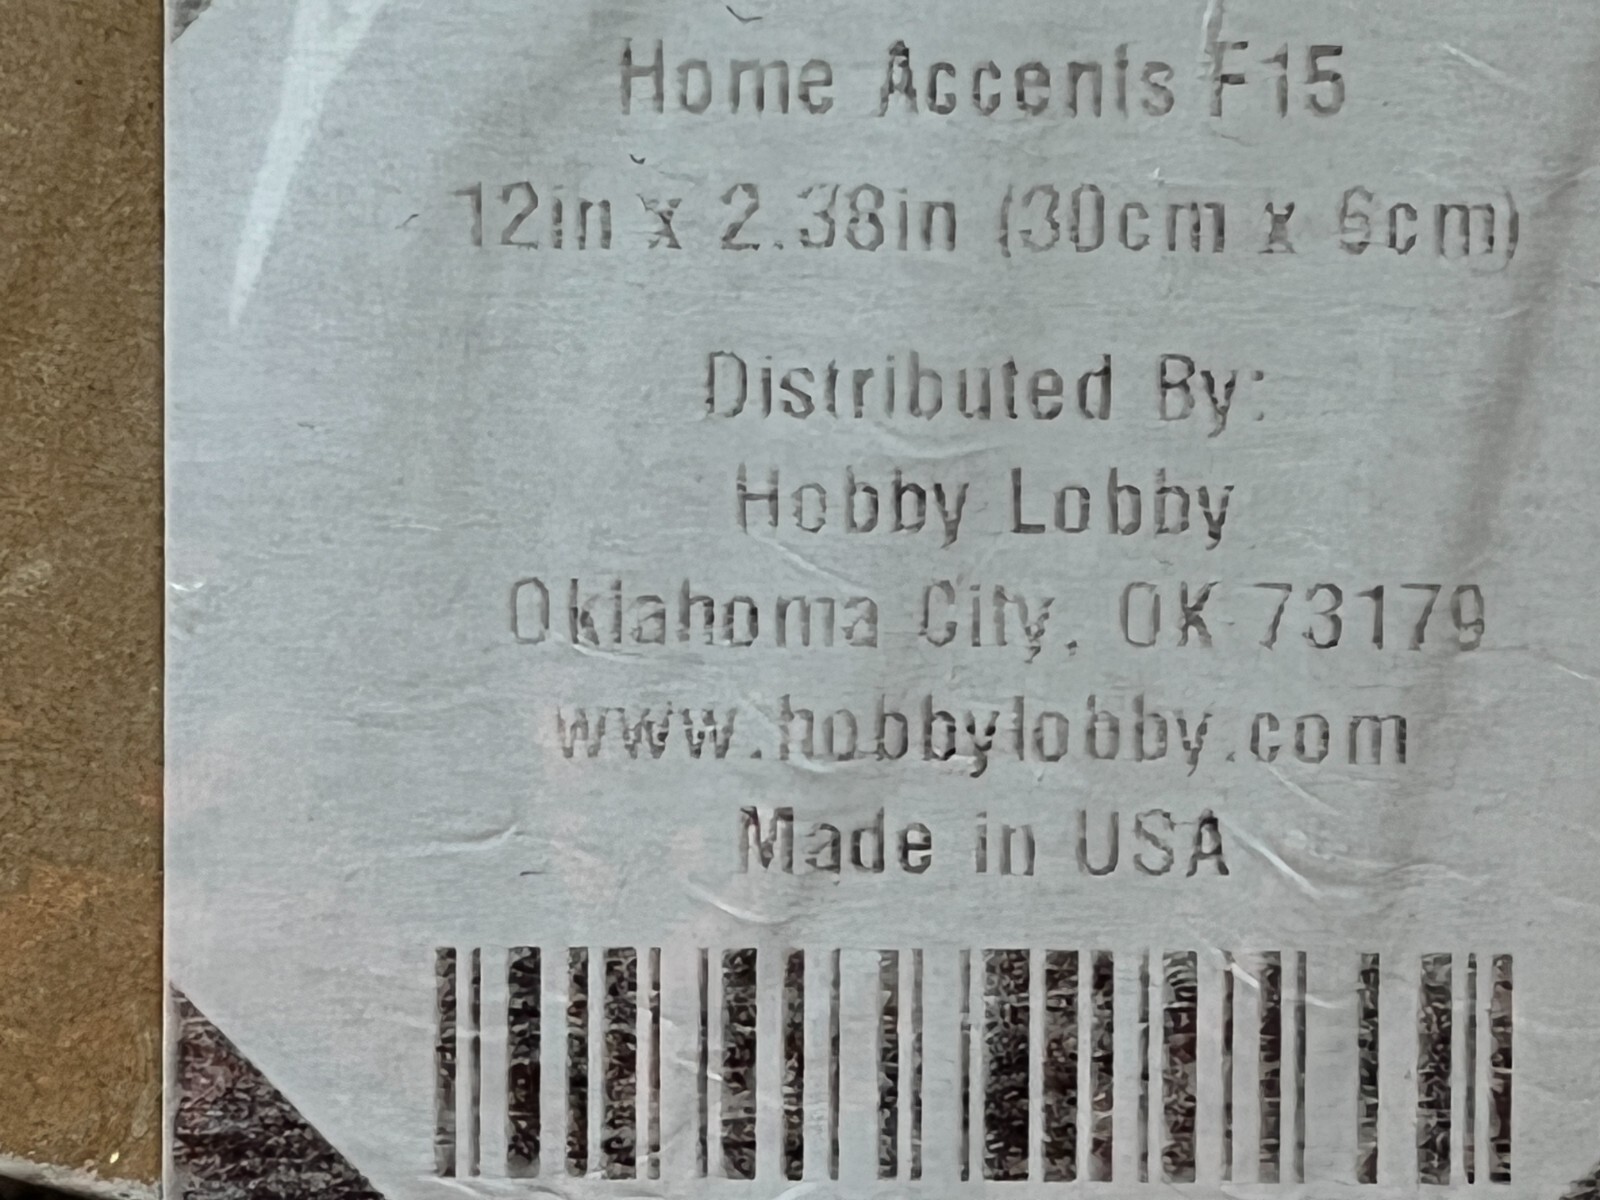 Home Accents F15
12in x 2.38in (30cm x 6cm)
Distributed By:
Hobby Lobby
Oklahoma City, OK 73179
www.hobbylobby.com
Made in USA